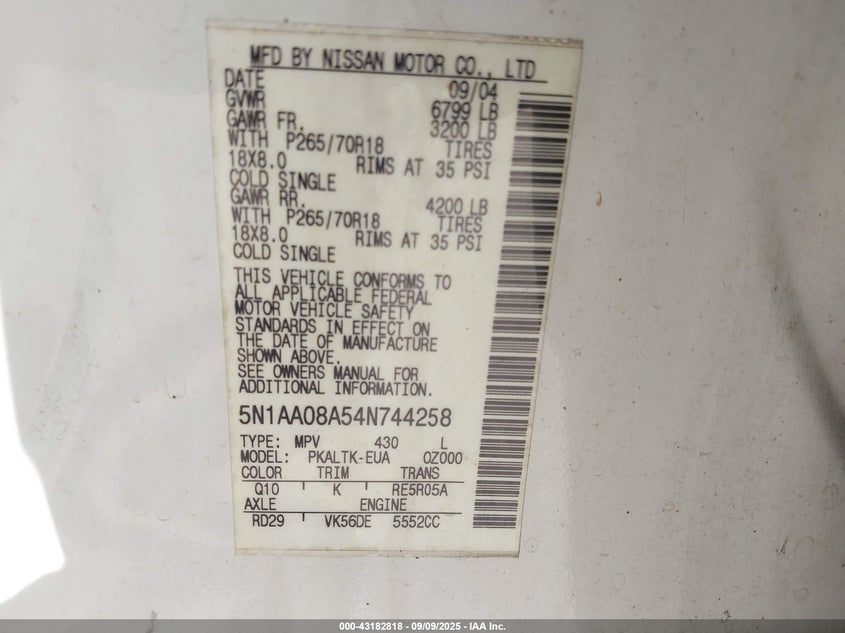 MFD BY NISSAN MOTOR CO., LTD
DATE 09/04
GVWR 6799 LB
GAWR FR. 3200 LB
WITH P265/70R18 TIRES
18X8.0 RIMS AT 35 PSI
COLD SINGLE
GAWR RR. 4200 LB
WITH P265/70R18 TIRES
18X8.0 RIMS AT 35 PSI
COLD SINGLE
THIS VEHICLE CONFORMS TO
ALL APPLICABLE FEDERAL
MOTOR VEHICLE SAFETY
STANDARDS IN EFFECT ON
THE DATE OF MANUFACTURE
SHOWN ABOVE.
SEE OWNERS MANUAL FOR
ADDITIONAL INFORMATION.
5N1AA08A54N744258
TYPE: MPV 430 L
MODEL: PKALTK-EUA 0Z000
COLOR TRIM TRANS
Q10 K RE5R05A
AXLE ENGINE
RD29 VK56DE 5552CC
000-43182818 - 09/09/2025 - IAA Inc.